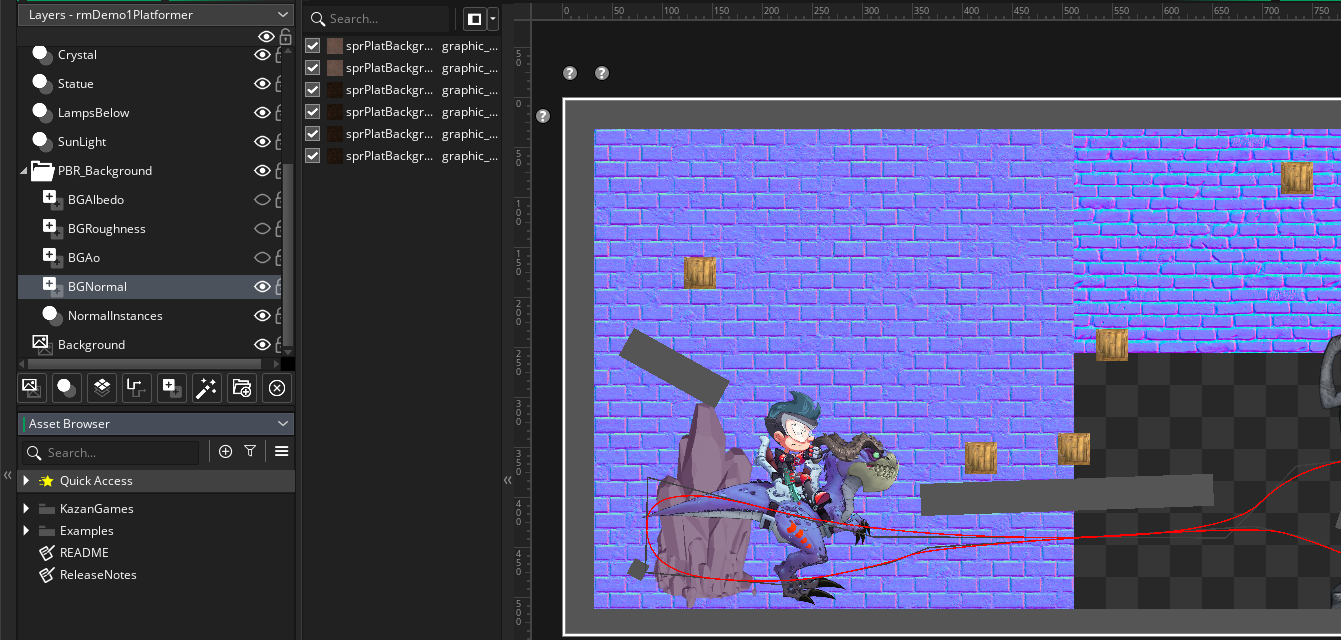 Layers - rmDemo1Platformer
Crystal
Statue
LampsBelow
SunLight
PBR_Background
BGAlbedo
BGRoughness
BGAo
BGNormal
NormalInstances
Background
Asset Browser
Search...
Quick Access
KazanGames
Examples
README
ReleaseNotes
Search...
sprPlatBackgr... graphic_...
sprPlatBackgr... graphic_...
sprPlatBackgr... graphic_...
sprPlatBackgr... graphic_...
sprPlatBackgr... graphic_...
sprPlatBackgr... graphic_...
0 50 100 150 200 250 300 350 400 450 500 550 600 650 700 750
50
0
50
100
150
200
250
300
350
400
450
500
? ?
?